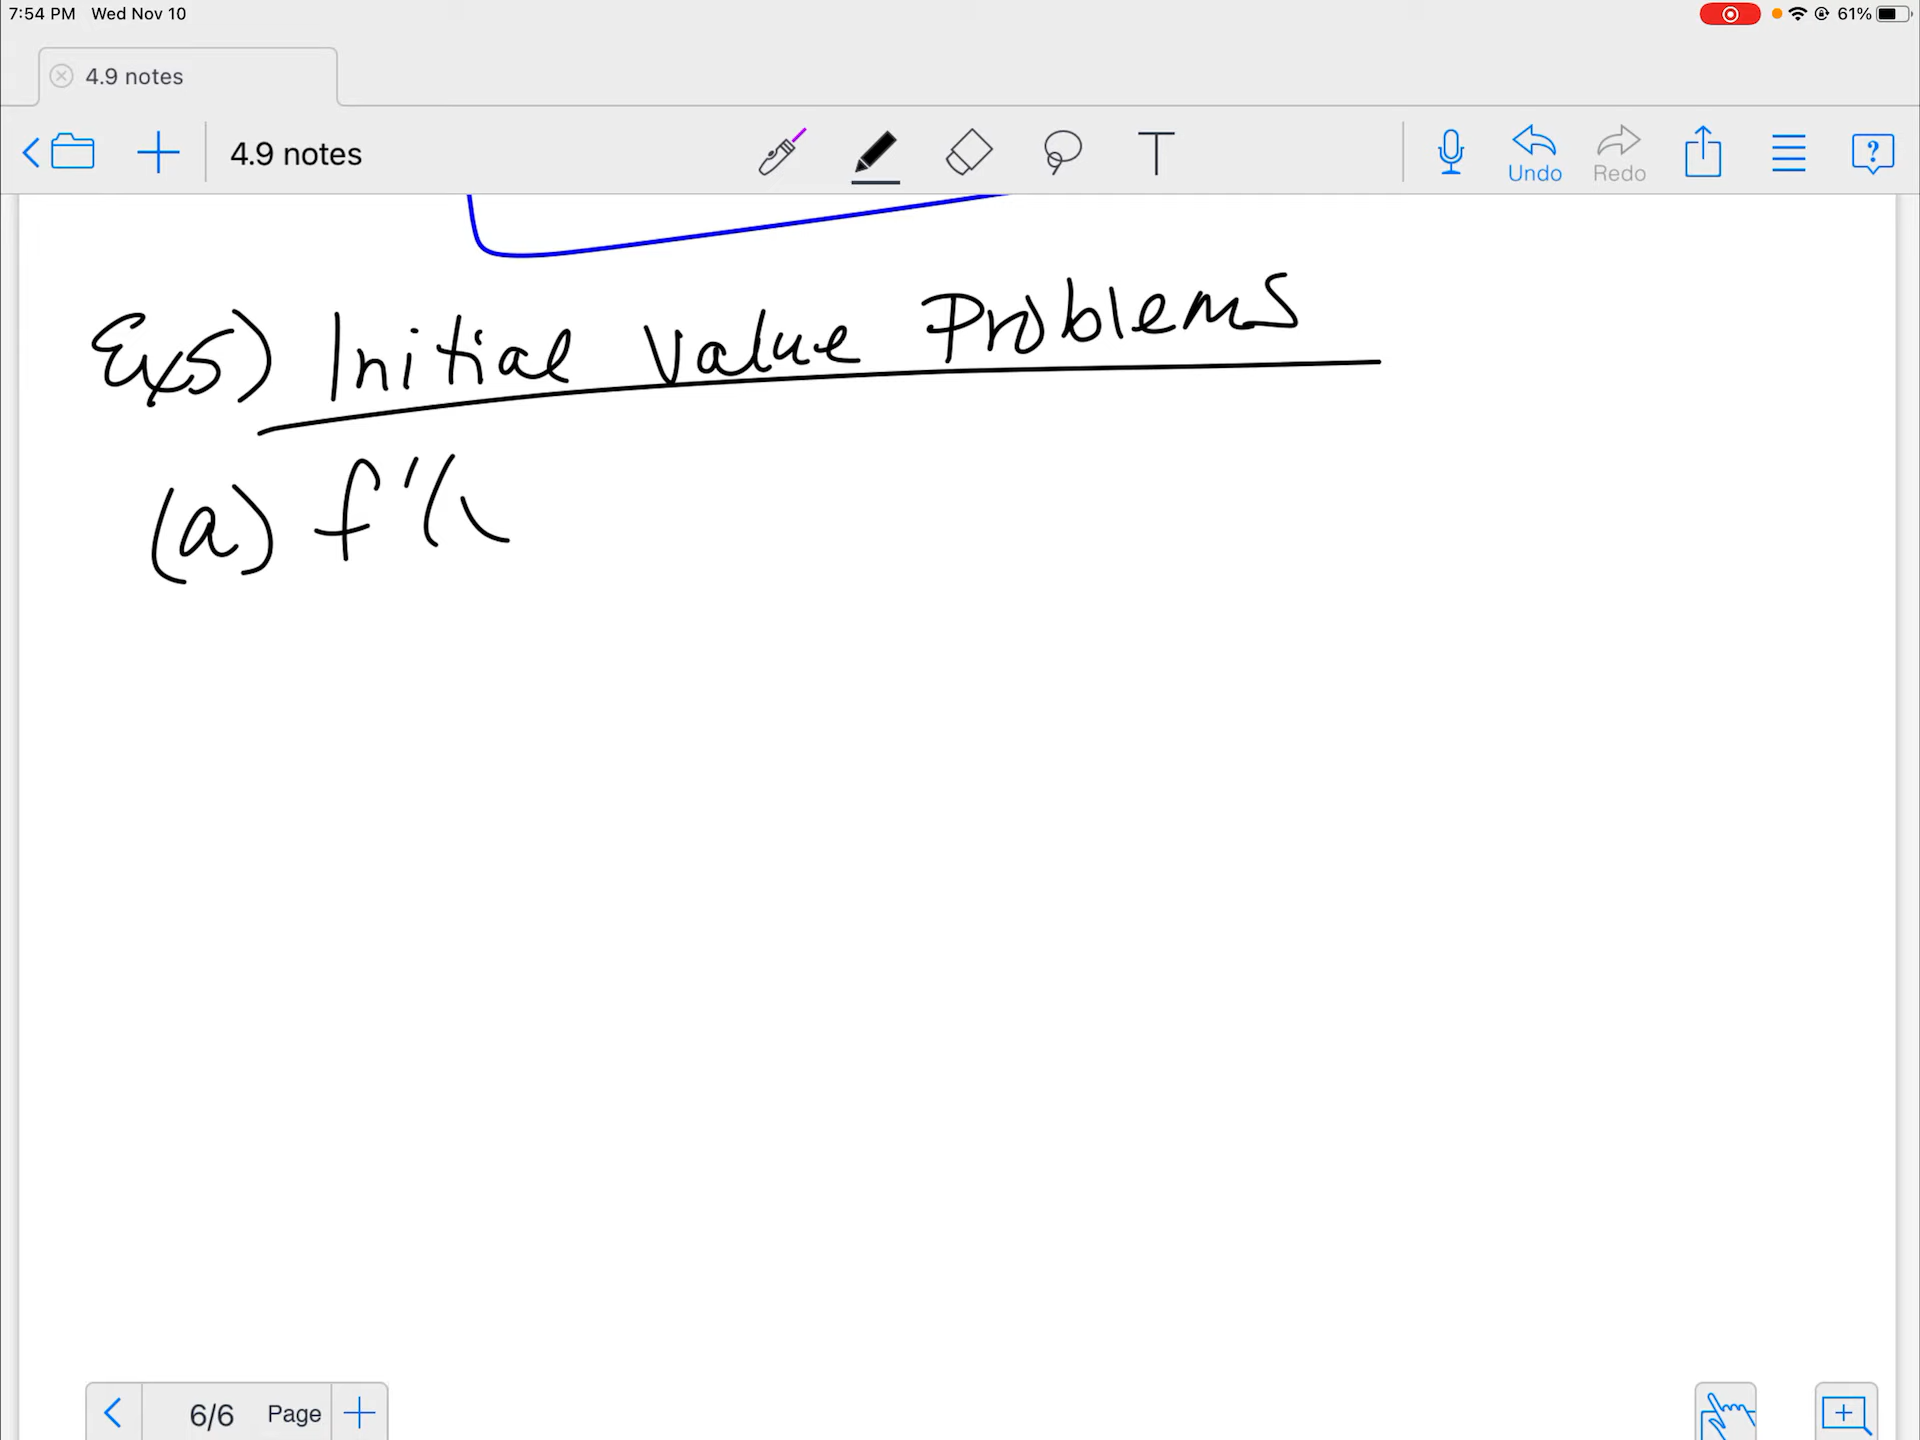 7:54 PM Wed Nov 10
61%
4.9 notes
4.9 notes
Undo
Redo
?
Ex5) Initial Value Problems
(a) f'(
6/6 Page